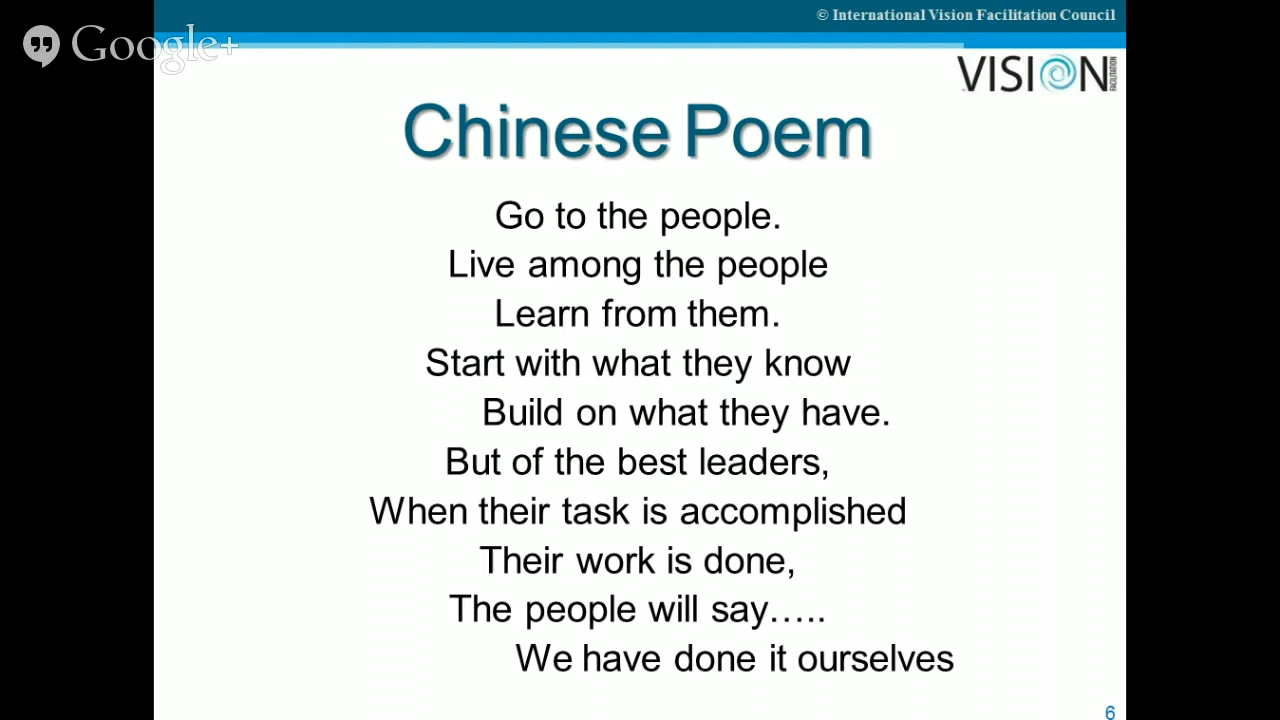 © International Vision Facilitation Council
Google+
VISION
FACILITATION
Chinese Poem
Go to the people.
Live among the people
Learn from them.
Start with what they know
Build on what they have.
But of the best leaders,
When their task is accomplished
Their work is done,
The people will say…..
We have done it ourselves
6